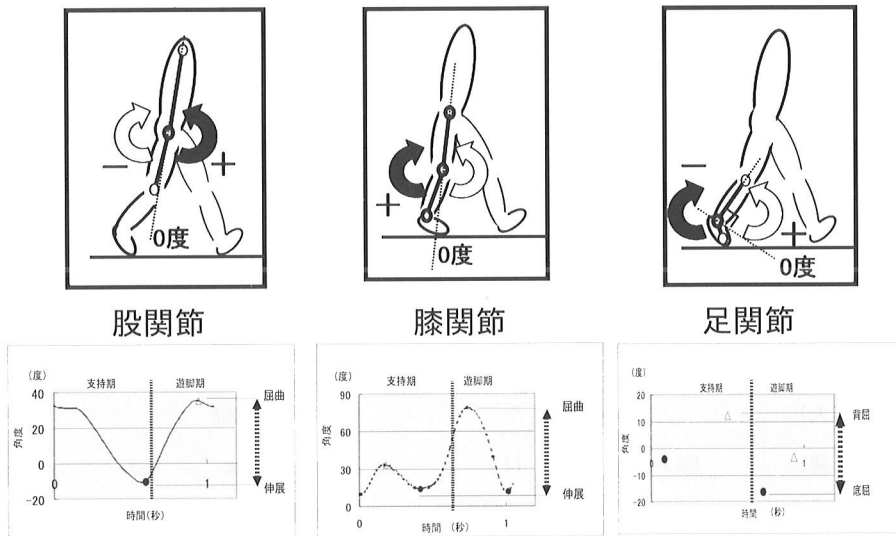 − + 0度
+ 0度
− + 0度
股関節 膝関節 足関節
(度) 支持期 遊脚期 屈曲
40
20
0
-20
角度
0 1
伸展
時間(秒)
(度) 支持期 遊脚期 屈曲
90
60
30
0
角度
伸展
0 1
時間(秒)
(度) 支持期 遊脚期
20
10
0
-10
-20
角度
背屈
0 1
底屈
時間 (秒)